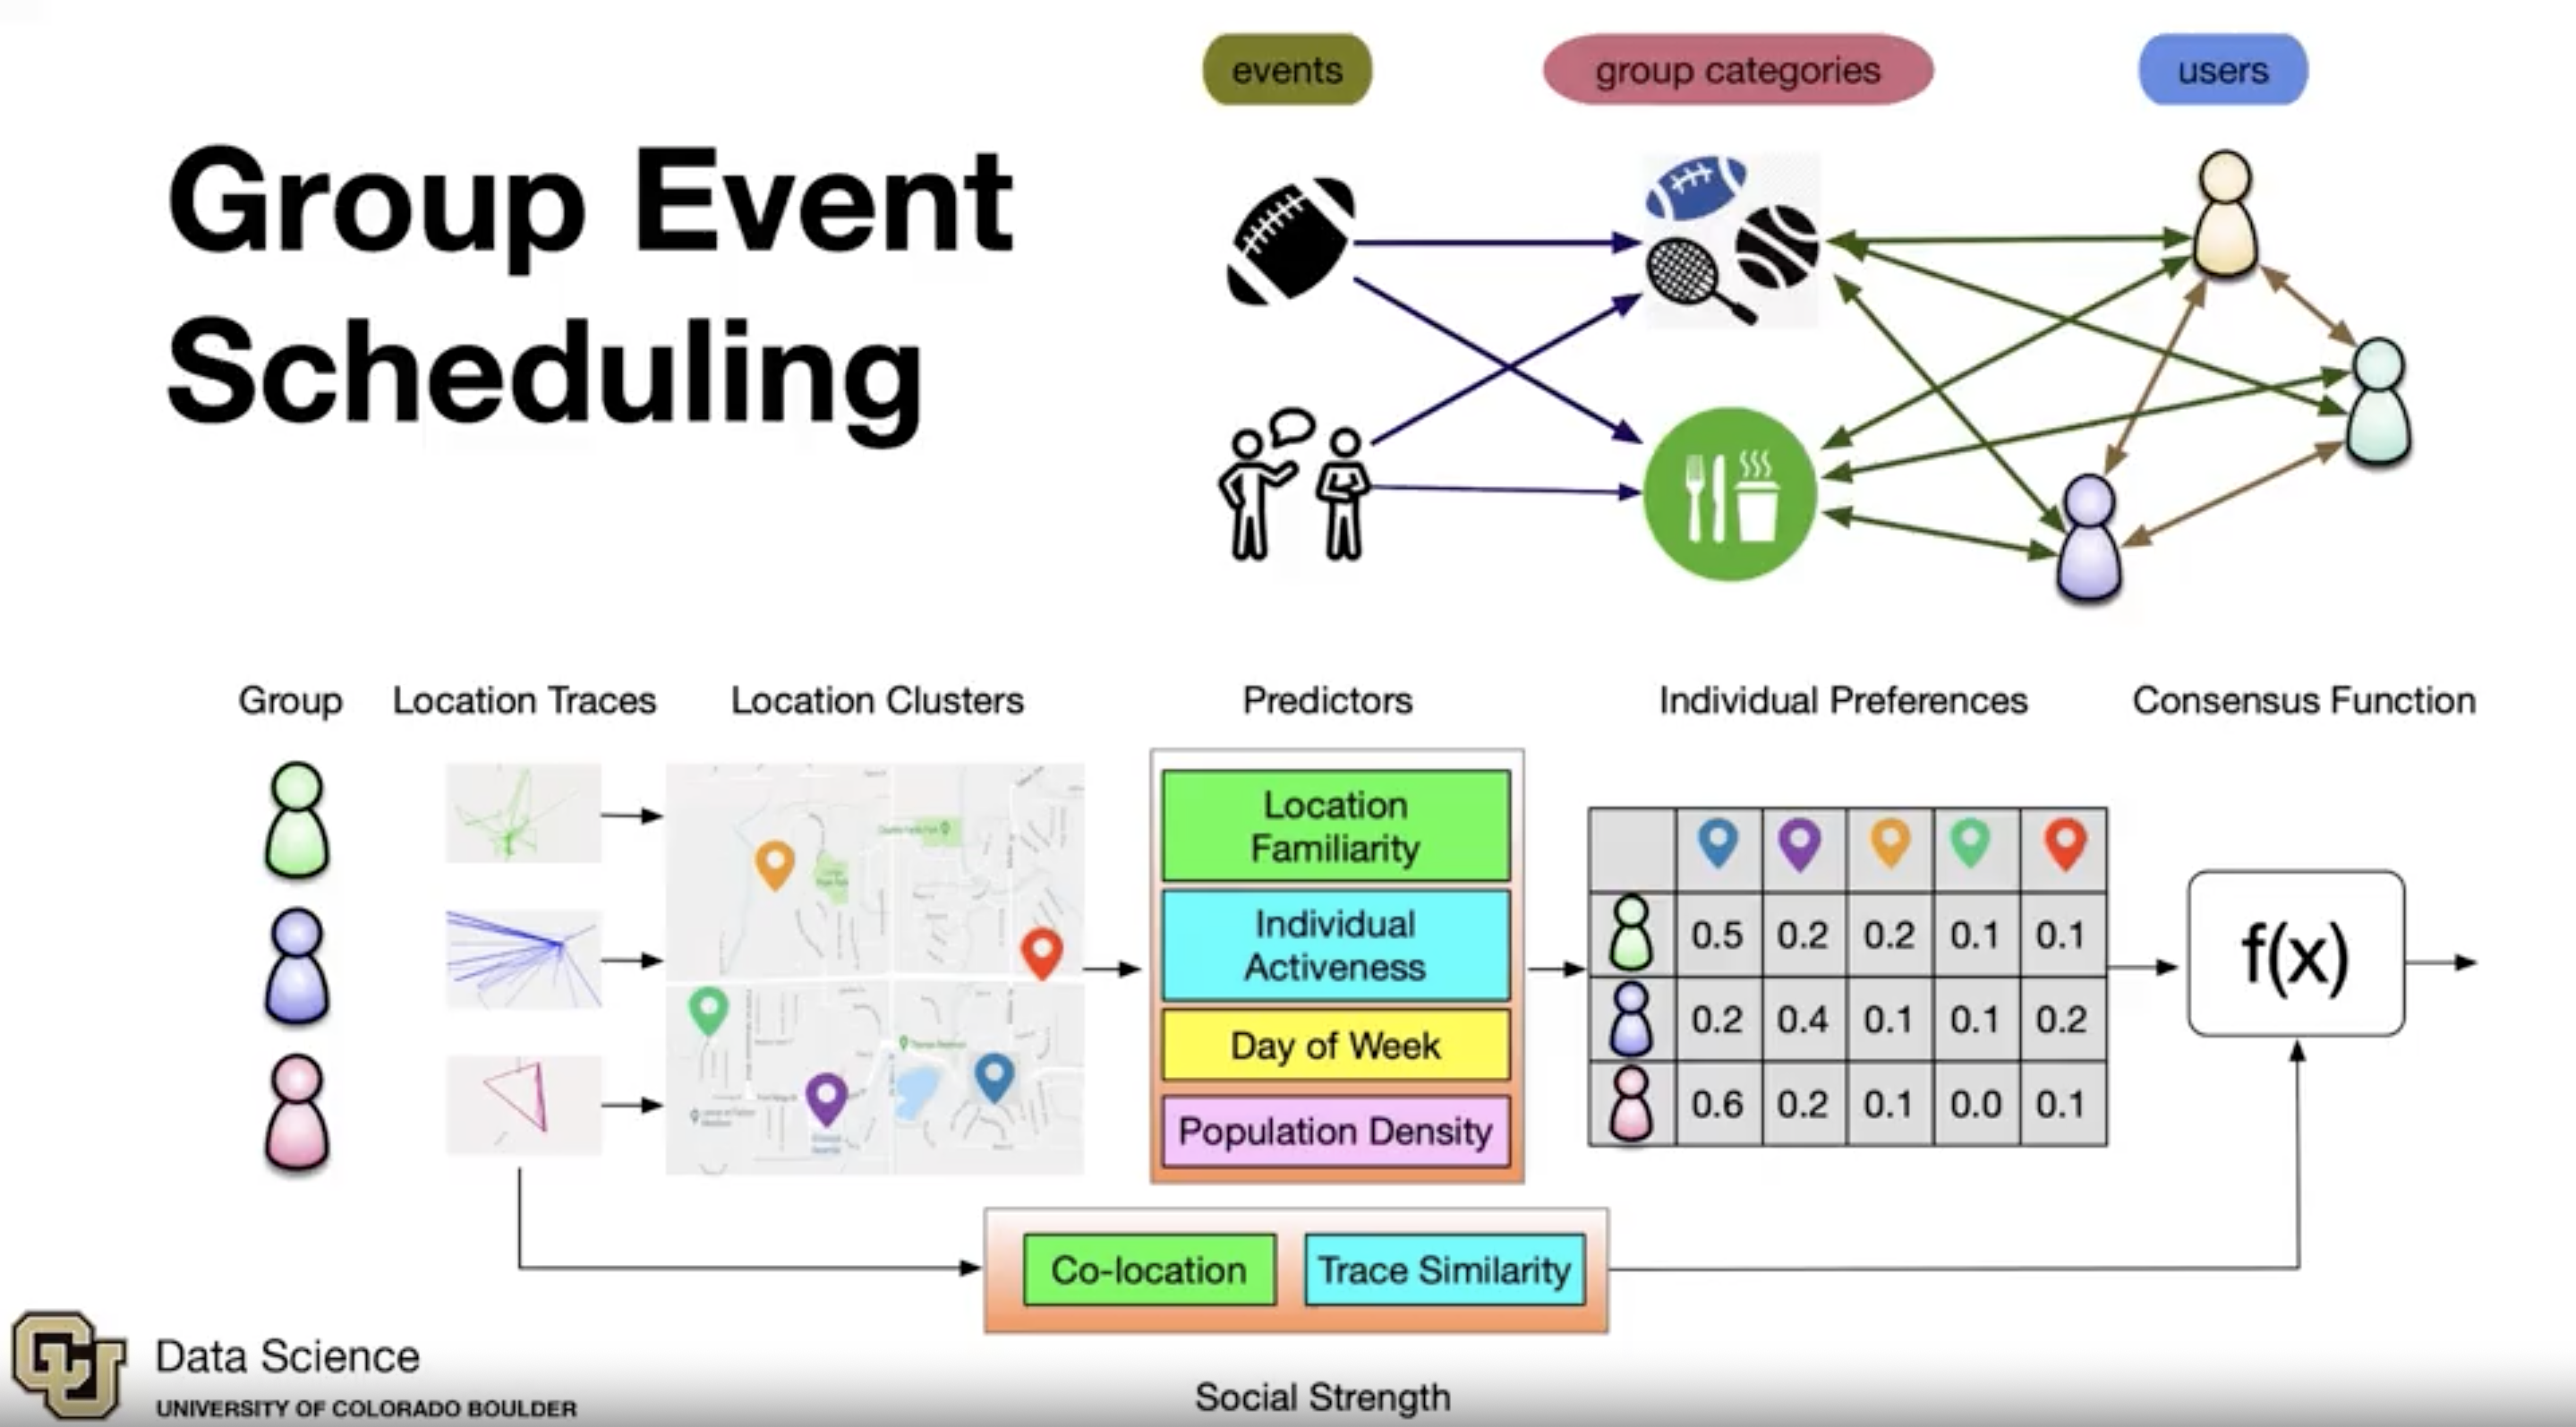 events
group categories
users
Group Event
Scheduling
Group
Location Traces
Location Clusters
Predictors
Individual Preferences
Consensus Function
Location
Familiarity
Individual
Activeness
Day of Week
Population Density
0.5 0.2 0.2 0.1 0.1
0.2 0.4 0.1 0.1 0.2
0.6 0.2 0.1 0.0 0.1
f(x)
Co-location
Trace Similarity
Social Strength
CU
Data Science
UNIVERSITY OF COLORADO BOULDER